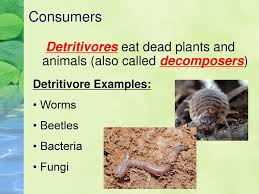 Consumers
Detritivores eat dead plants and
animals (also called decomposers)
Detritivore Examples:
• Worms
• Beetles
• Bacteria
• Fungi